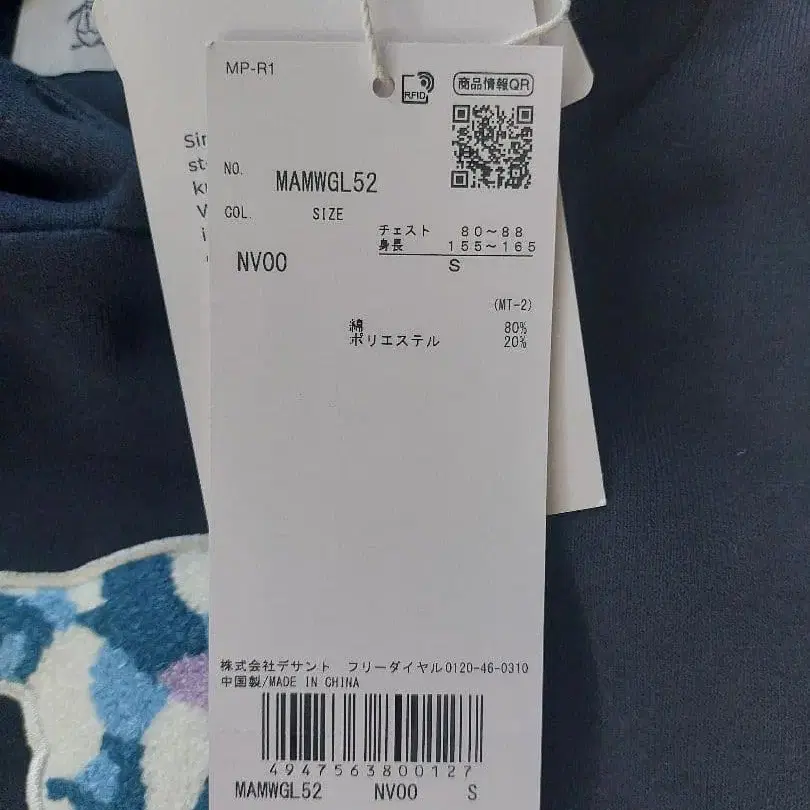 MP-R1
RFID
商品情報QR
NO. MAMWGL52
COL. SIZE
チェスト 80~88
身長 155~165
NV00 S
(MT-2)
綿 80%
ポリエステル 20%
株式会社デサント フリーダイヤル0120-46-0310
中国製/MADE IN CHINA
4947563800127
MAMWGL52 NV00 S